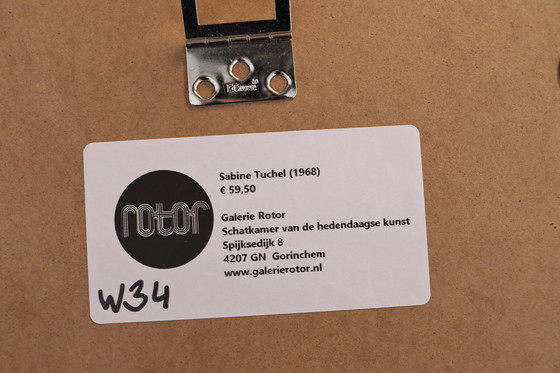 Sabine Tuchel (1968)
€ 59,50
rotor
Galerie Rotor
Schatkamer van de hedendaagse kunst
Spijksedijk 8
4207 GN Gorinchem
www.galerierotor.nl
W34